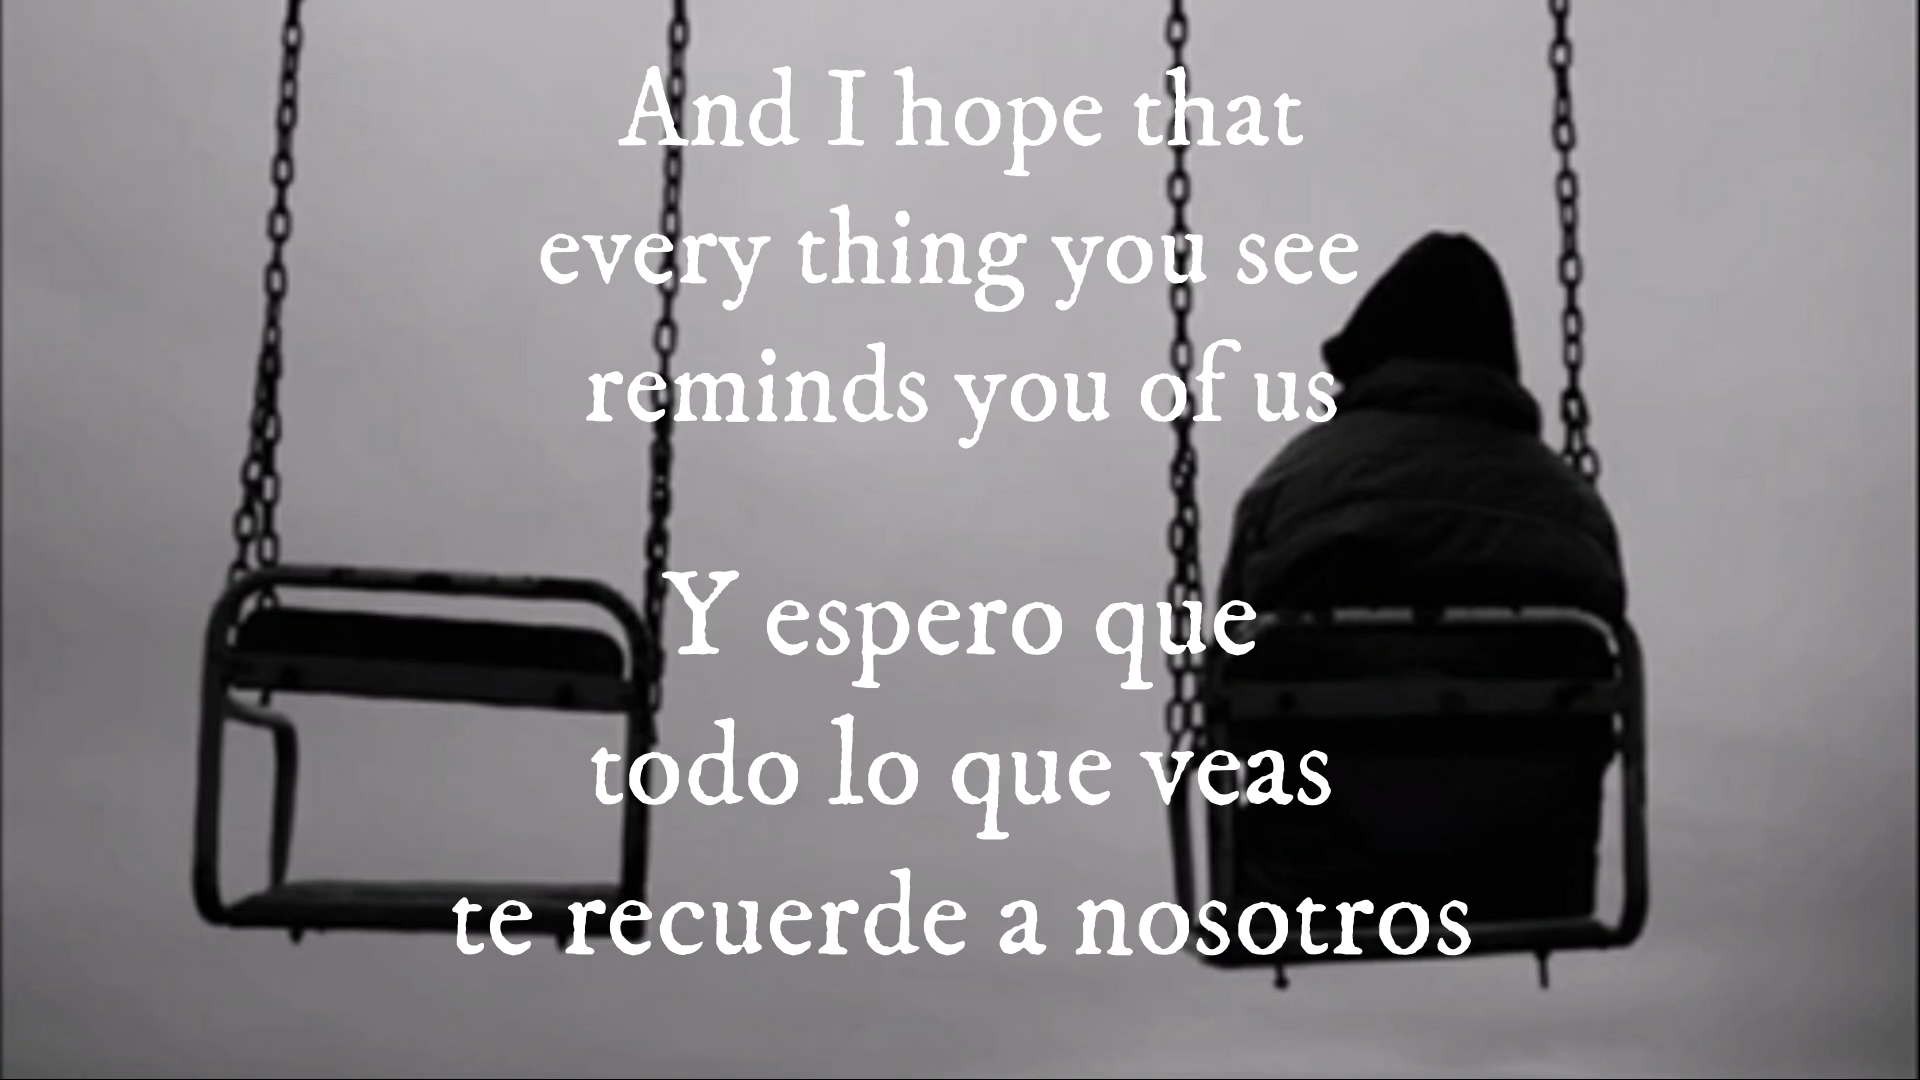 And I hope that
every thing you see
reminds you of us
Y espero que
todo lo que veas
te recuerde a nosotros